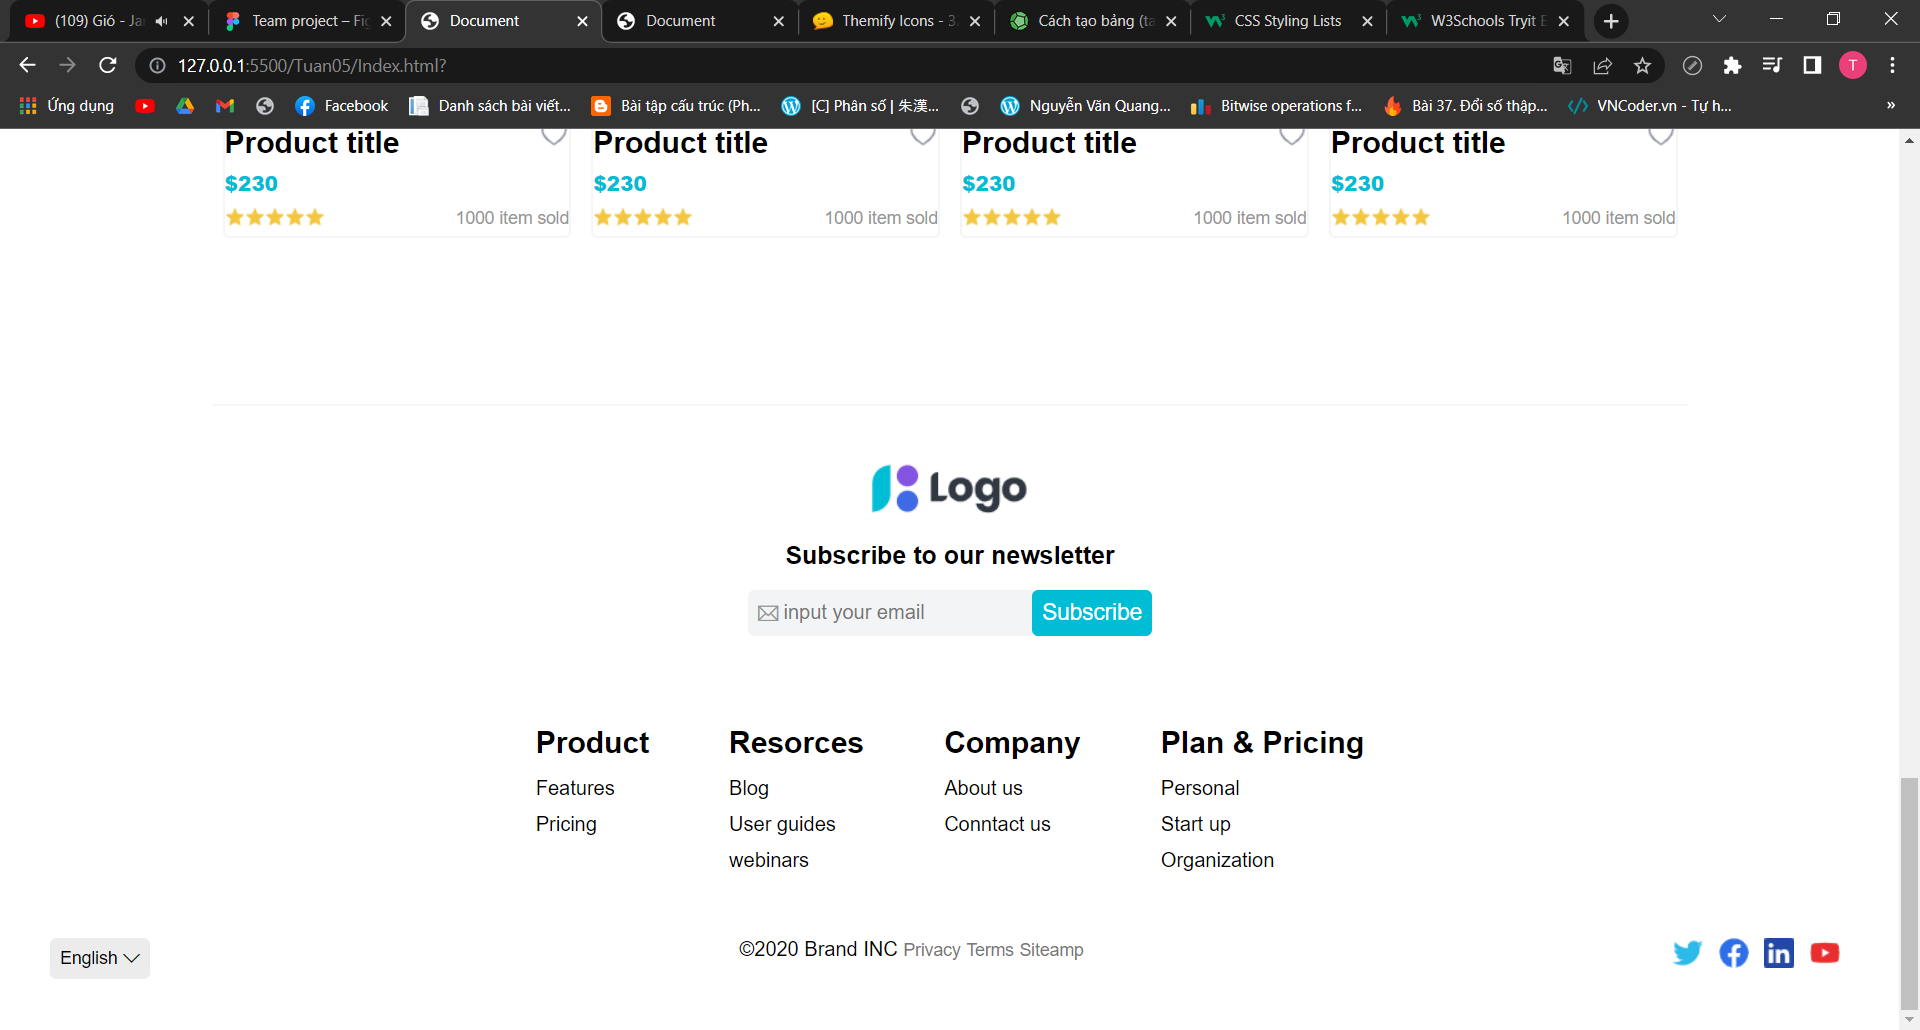 (109) Gió - Ja
Team project – Fig
Document
Document
Themify Icons - 3
Cách tạo bảng (ta
CSS Styling Lists
W3Schools Tryit E
127.0.0.1:5500/Tuan05/Index.html?
T
Ứng dụng
Facebook
Danh sách bài viết...
Bài tập cấu trúc (Ph...
[C] Phân số | 朱漢...
Nguyễn Văn Quang...
Bitwise operations f...
Bài 37. Đổi số thập...
VNCoder.vn - Tự h...
»
Product title Product title Product title Product title
$230 $230 $230 $230
1000 item sold 1000 item sold 1000 item sold 1000 item sold
Logo
Subscribe to our newsletter
input your email Subscribe
Product Resorces Company Plan & Pricing
Features Blog About us Personal
Pricing User guides Conntact us Start up
webinars Organization
English ©2020 Brand INC Privacy Terms Siteamp